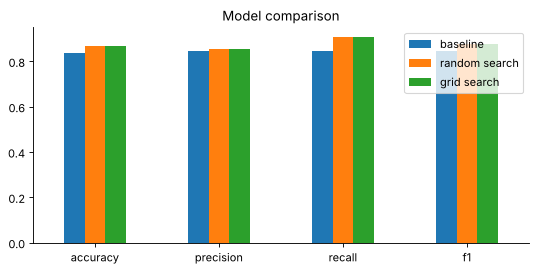 Model comparison
baseline
random search
grid search
0.8
0.6
0.4
0.2
0.0
accuracy
precision
recall
f1